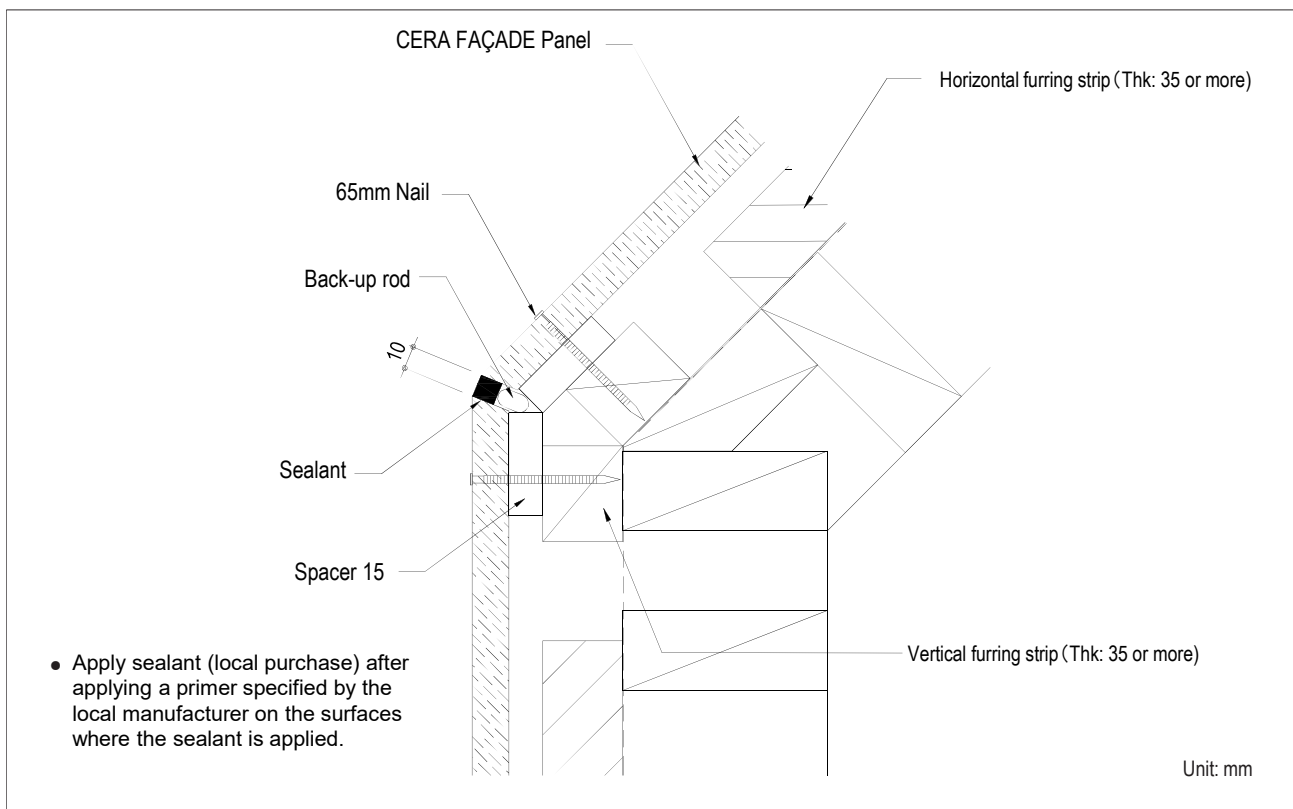 CERA FAÇADE Panel
Horizontal furring strip (Thk: 35 or more)
65mm Nail
Back-up rod
10
Sealant
Spacer 15
Vertical furring strip (Thk: 35 or more)
● Apply sealant (local purchase) after
applying a primer specified by the
local manufacturer on the surfaces
where the sealant is applied.
Unit: mm